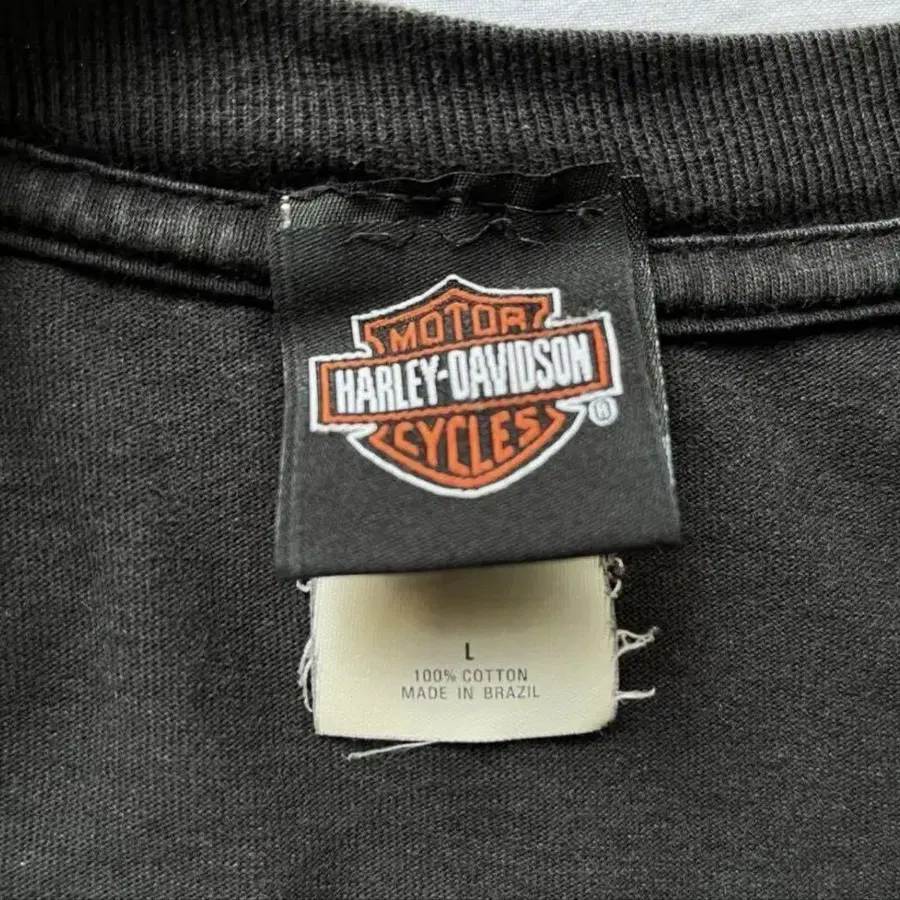 MOTOR
HARLEY-DAVIDSON
CYCLES
®
L
100% COTTON
MADE IN BRAZIL